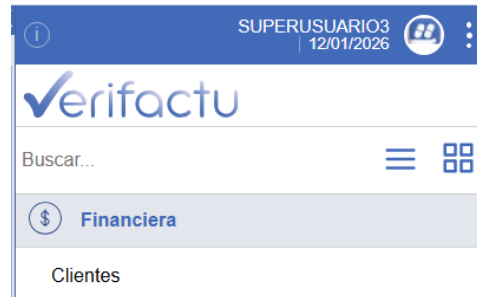 SUPERUSUARIO3
12/01/2026
Verifactu
Buscar...
$ Financiera
Clientes